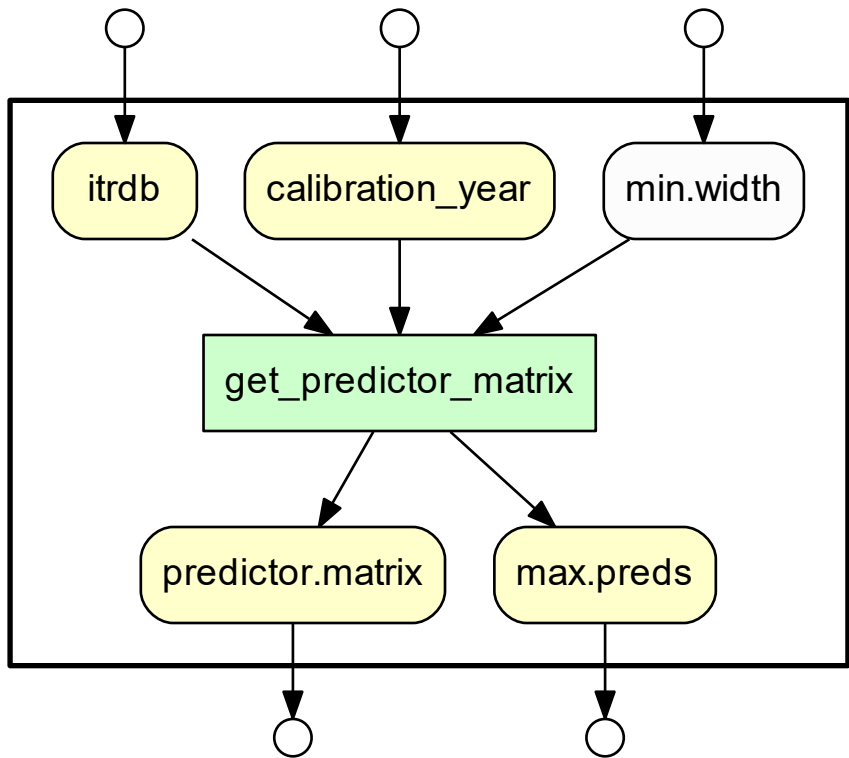 itrdb
calibration_year
min.width
get_predictor_matrix
predictor.matrix
max.preds